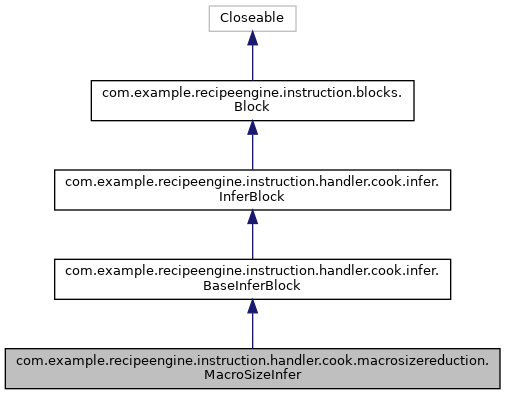 Closeable
com.example.recipeengine.instruction.blocks.
Block
com.example.recipeengine.instruction.handler.cook.infer.
InferBlock
com.example.recipeengine.instruction.handler.cook.infer.
BaseInferBlock
com.example.recipeengine.instruction.handler.cook.macrosizereduction.
MacroSizeInfer